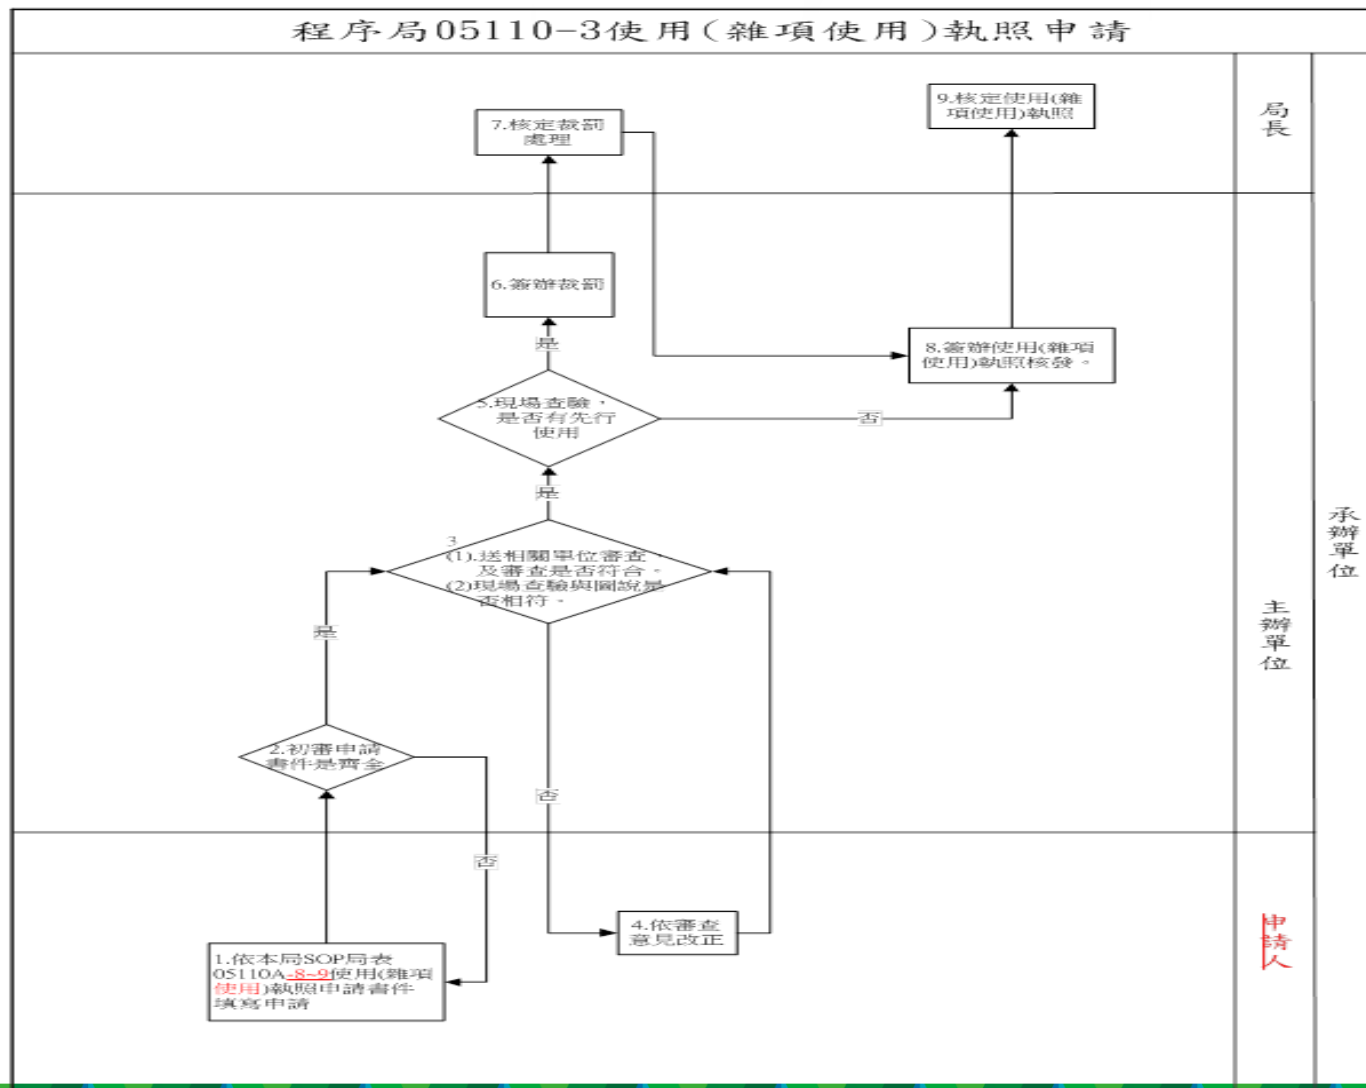 程序局05110-3使用(雜項使用)執照申請
9.核定使用(雜
項使用)執照
局長
7.核定裁罰
處理
6.簽辦裁罰
是
8.簽辦使用(雜項
使用)執照核發。
5.現場查驗，
是否有先行
使用
否
是
3
(1).送相關單位審查，
及審查是否符合。
(2)現場查驗與圖說是
否相符。
承辦單位
主辦單位
是
2.初審申請
書件是齊全
否
否
4.依審查
意見改正
申請人
1.依本局SOP局表
05110A-8~9使用(雜項
使用)執照申請書件
填寫申請